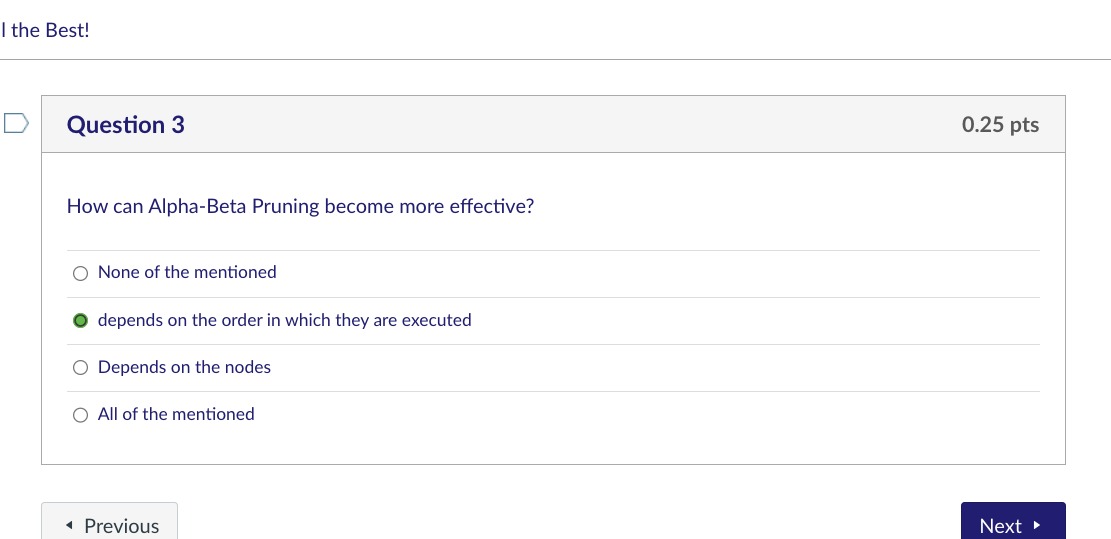 l the Best!
Question 3
0.25 pts
How can Alpha-Beta Pruning become more effective?
None of the mentioned
depends on the order in which they are executed
Depends on the nodes
All of the mentioned
Previous
Next